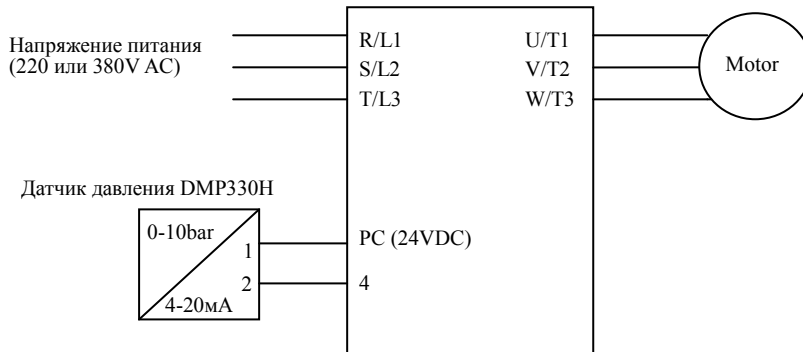 Напряжение питания
(220 или 380V AC)
R/L1
S/L2
T/L3
U/T1
V/T2
W/T3
Motor
Датчик давления DMP330H
0-10bar
1
2
4-20мА
PC (24VDC)
4